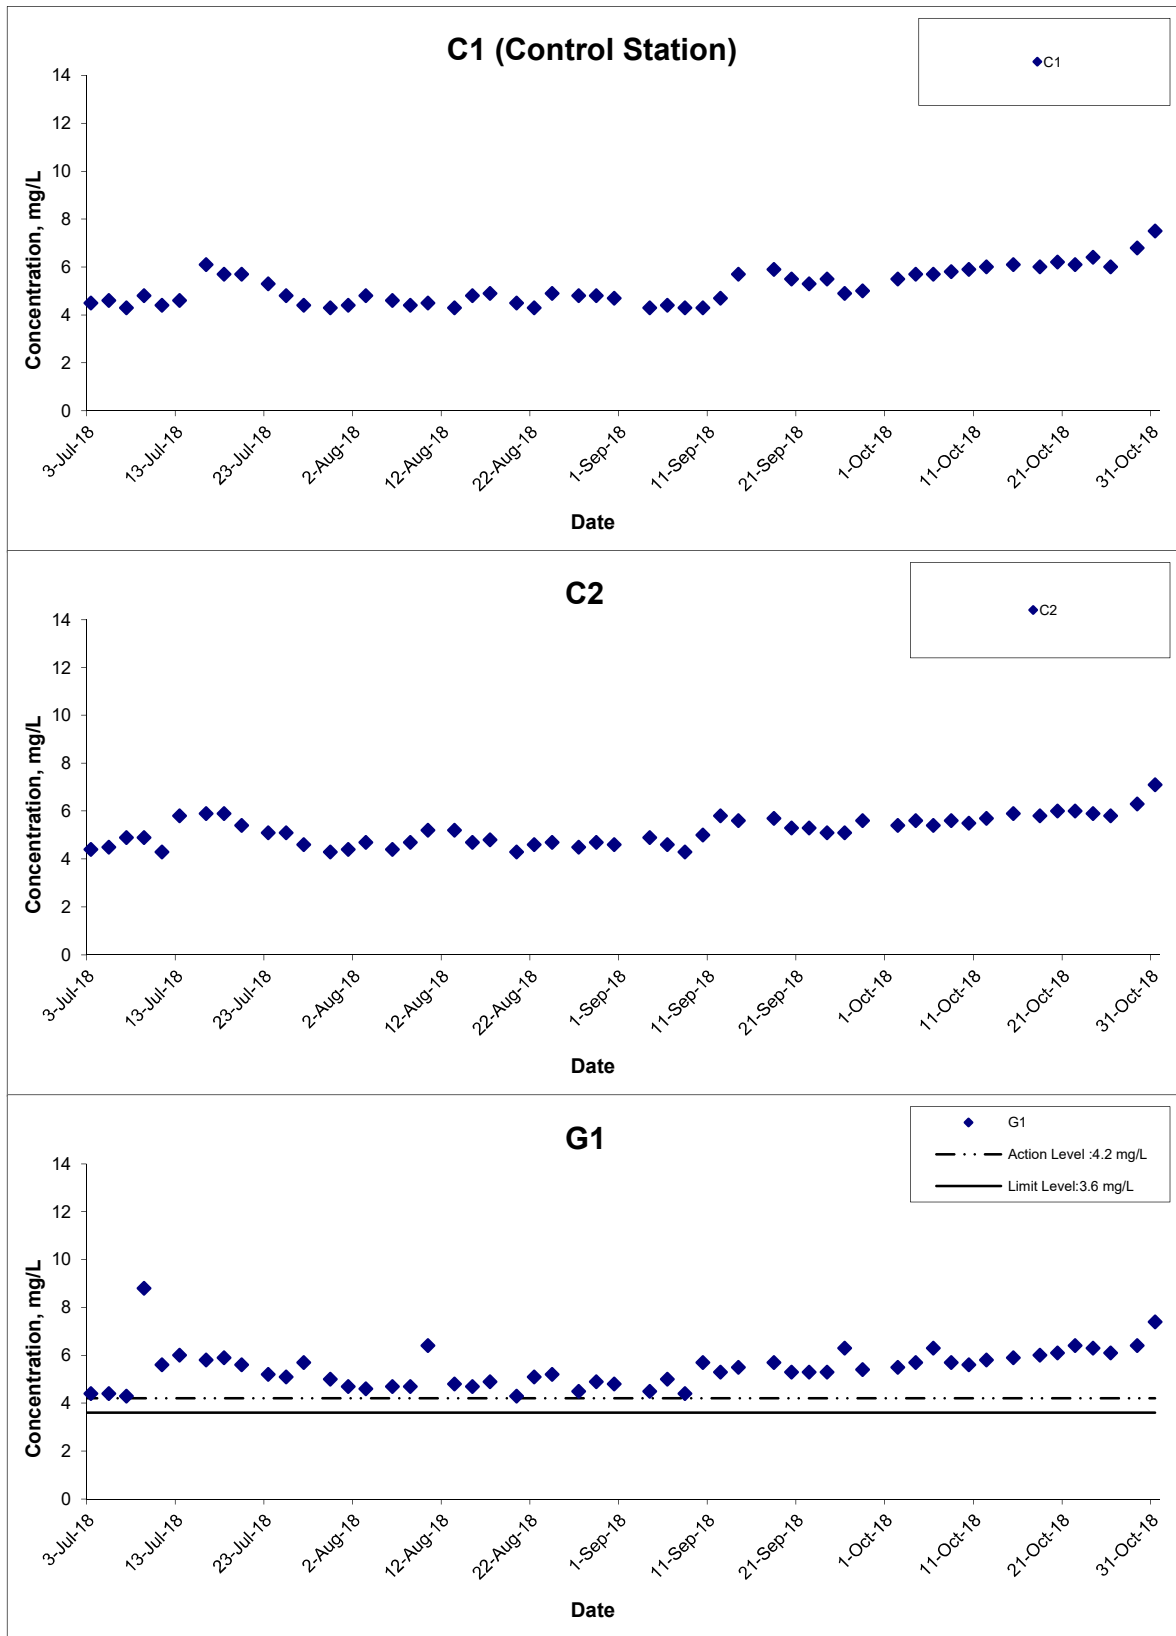 C1 (Control Station)
C1
14
12
10
8
6
4
2
0
Concentration, mg/L
3-Jul-18
13-Jul-18
23-Jul-18
2-Aug-18
12-Aug-18
22-Aug-18
1-Sep-18
11-Sep-18
21-Sep-18
1-Oct-18
11-Oct-18
21-Oct-18
31-Oct-18
Date
C2
C2
14
12
10
8
6
4
2
0
Concentration, mg/L
3-Jul-18
13-Jul-18
23-Jul-18
2-Aug-18
12-Aug-18
22-Aug-18
1-Sep-18
11-Sep-18
21-Sep-18
1-Oct-18
11-Oct-18
21-Oct-18
31-Oct-18
Date
G1
G1
Action Level :4.2 mg/L
Limit Level:3.6 mg/L
14
12
10
8
6
4
2
0
Concentration, mg/L
3-Jul-18
13-Jul-18
23-Jul-18
2-Aug-18
12-Aug-18
22-Aug-18
1-Sep-18
11-Sep-18
21-Sep-18
1-Oct-18
11-Oct-18
21-Oct-18
31-Oct-18
Date